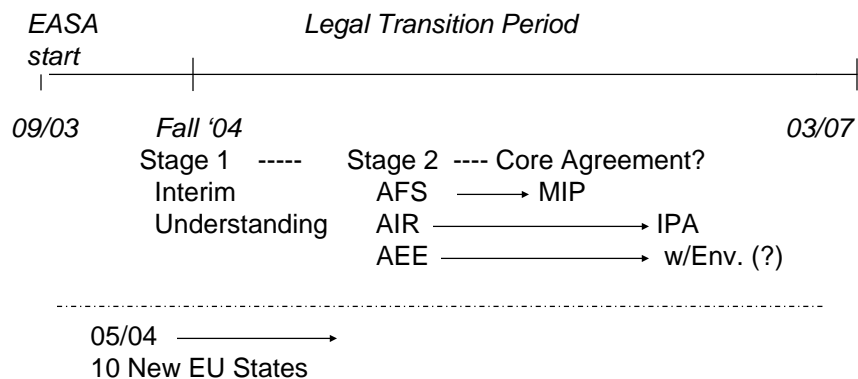 EASA Legal Transition Period
start
09/03 Fall ‘04 03/07
Stage 1 ----- Stage 2 ---- Core Agreement?
Interim AFS MIP
Understanding AIR IPA
AEE w/Env. (?)
05/04
10 New EU States